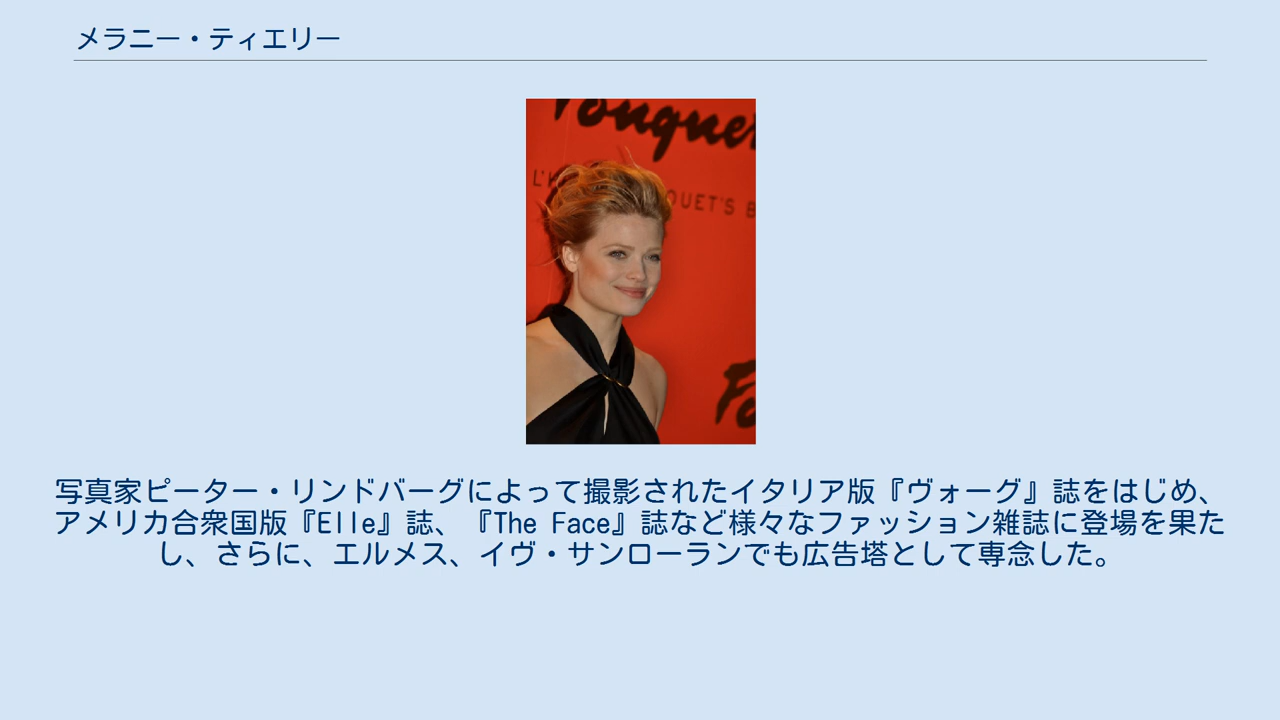 メラニー・ティエリー
Fouquet
L'H
OUET'S B
Fo
写真家ピーター・リンドバーグによって撮影されたイタリア版『ヴォーグ』誌をはじめ、
アメリカ合衆国版『Elle』誌、『The Face』誌など様々なファッション雑誌に登場を果た
し、さらに、エルメス、イヴ・サンローランでも広告塔として専念した。